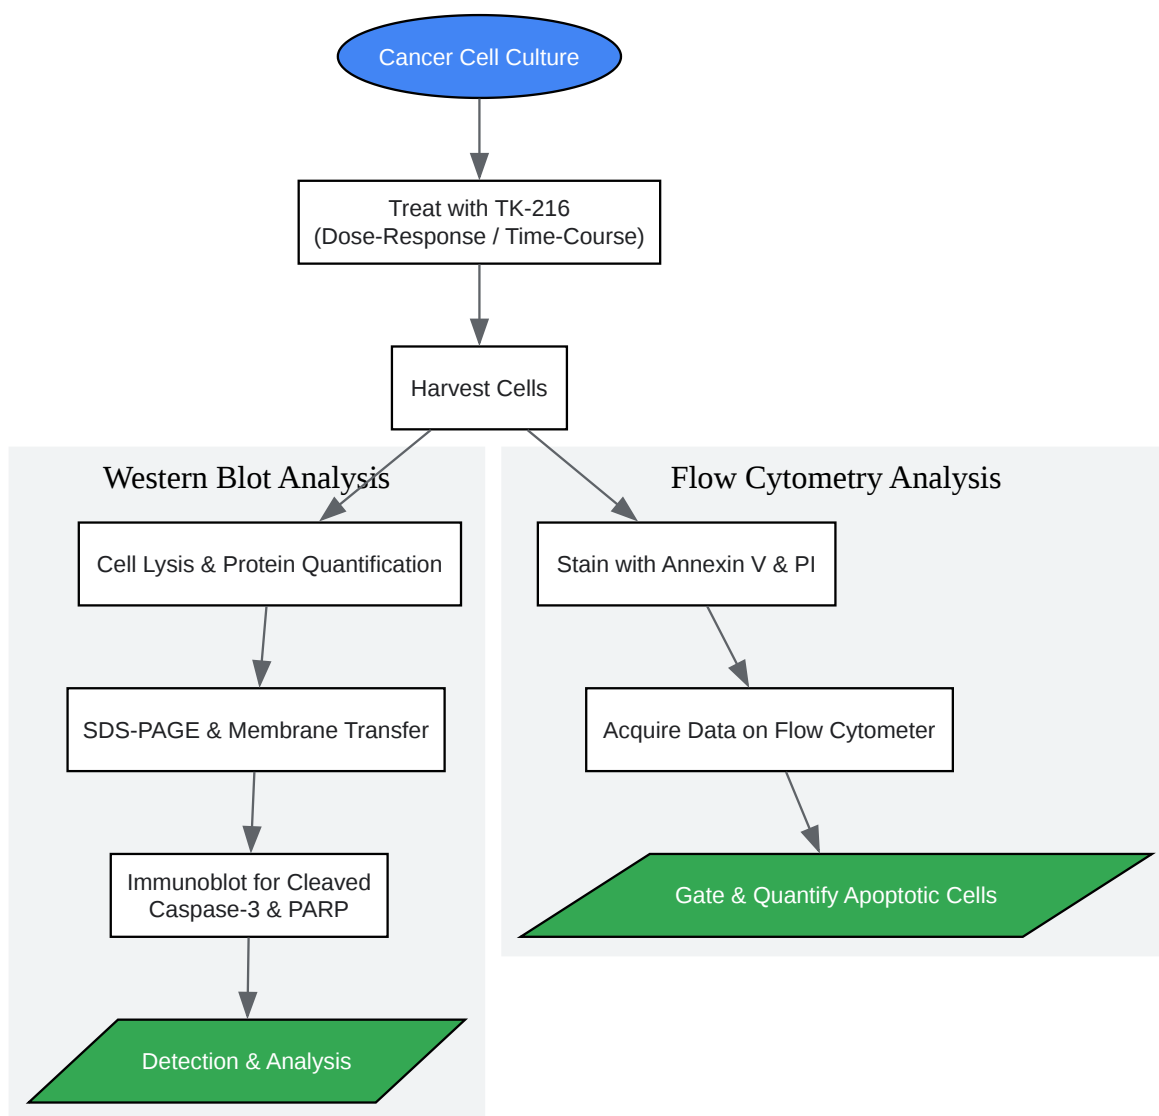 Cancer Cell Culture
Treat with TK-216
(Dose-Response / Time-Course)
Harvest Cells
Western Blot Analysis
Cell Lysis & Protein Quantification
SDS-PAGE & Membrane Transfer
Immunoblot for Cleaved
Caspase-3 & PARP
Detection & Analysis
Flow Cytometry Analysis
Stain with Annexin V & PI
Acquire Data on Flow Cytometer
Gate & Quantify Apoptotic Cells